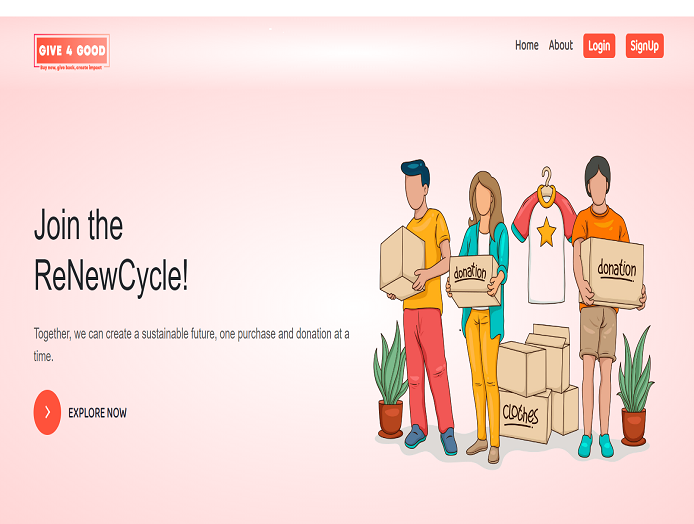 GIVE 4 GOOD
Buy now, give back, create impact
Home About Login SignUp
Join the
ReNewCycle!
Together, we can create a sustainable future, one purchase and donation at a
time.
EXPLORE NOW
donation
donation
CLOthes